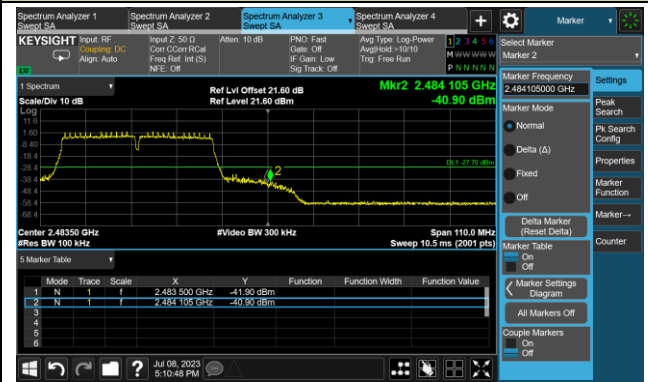 Spectrum Analyzer 1
Swept SA
Spectrum Analyzer 2
Swept SA
Spectrum Analyzer 3
Swept SA
Spectrum Analyzer 4
Swept SA
+
Marker
KEYSIGHT
Input: RF
Coupling: DC
Align: Auto
Input Z: 50 Ω
Corr CCorr RCal
Freq Ref: Int (S)
NFE: Off
Atten: 10 dB
PNO: Fast
Gate: Off
IF Gain: Low
Sig Track: Off
Avg Type: Log-Power
Avg|Hold:>10/10
Trig: Free Run
1 2 3 4 5 6
M W W W W W
P N N N N N
Select Marker
Marker 2
1 Spectrum
Scale/Div 10 dB
Ref Lvl Offset 21.60 dB
Ref Level 21.60 dBm
Mkr2 2.484 105 GHz
-40.90 dBm
Log
11.6
1.60
-8.40
-18.4
-28.4
-38.4
-48.4
-58.4
-68.4
2
DL1 -27.70 dBm
Center 2.48350 GHz
#Res BW 100 kHz
#Video BW 300 kHz
Span 110.0 MHz
Sweep 10.5 ms (2001 pts)
5 Marker Table
Mode Trace Scale X Y Function Function Width Function Value
1 N 1 f 2.483 500 GHz -41.90 dBm
2 N 1 f 2.484 105 GHz -40.90 dBm
3
4
5
6
Marker Frequency
2.484105000 GHz
Marker Mode
Normal
Delta (Δ)
Fixed
Off
Delta Marker
(Reset Delta)
Marker Table
On
Off
Marker Settings
Diagram
All Markers Off
Couple Markers
On
Off
Settings
Peak
Search
Pk Search
Config
Properties
Marker
Function
Marker→
Counter
?
Jul 08, 2023
5:10:48 PM